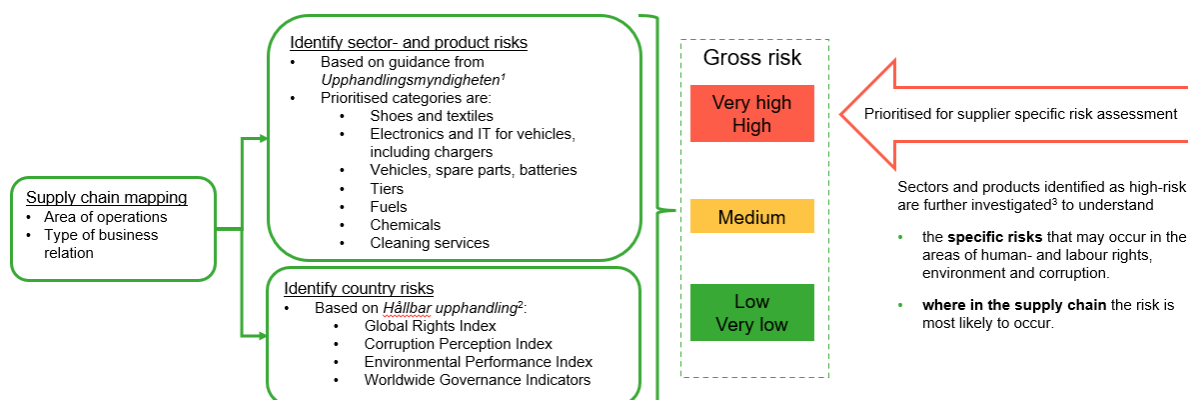 Supply chain mapping
• Area of operations
• Type of business
relation
Identify sector- and product risks
• Based on guidance from
Upphandlingsmyndigheten¹
• Prioritised categories are:
• Shoes and textiles
• Electronics and IT for vehicles,
including chargers
• Vehicles, spare parts, batteries
• Tiers
• Fuels
• Chemicals
• Cleaning services
Identify country risks
• Based on Hållbar upphandling²:
• Global Rights Index
• Corruption Perception Index
• Environmental Performance Index
• Worldwide Governance Indicators
Gross risk
Very high
High
Medium
Low
Very low
Prioritised for supplier specific risk assessment
Sectors and products identified as high-risk
are further investigated³ to understand
• the specific risks that may occur in the
areas of human- and labour rights,
environment and corruption.
• where in the supply chain the risk is
most likely to occur.